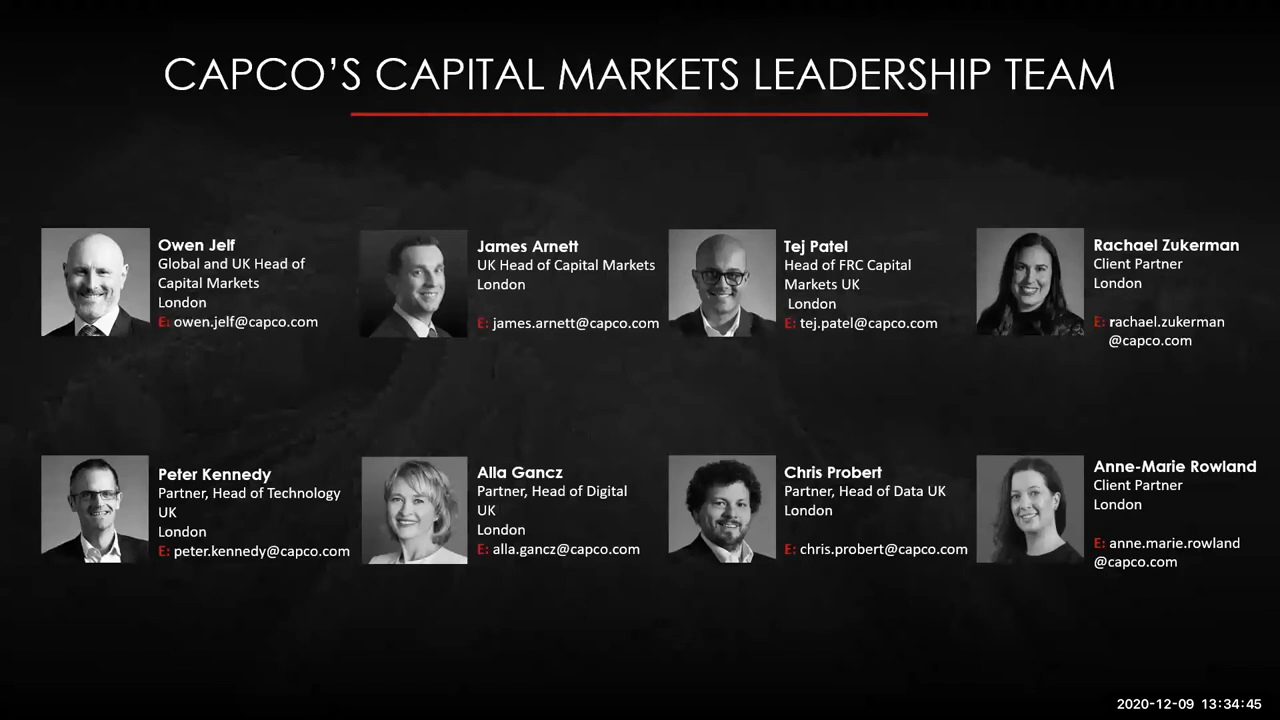 CAPCO'S CAPITAL MARKETS LEADERSHIP TEAM
Owen Jelf
Global and UK Head of
Capital Markets
London
E: owen.jelf@capco.com
James Arnett
UK Head of Capital Markets
London
E: james.arnett@capco.com
Tej Patel
Head of FRC Capital
Markets UK
London
E: tej.patel@capco.com
Rachael Zukerman
Client Partner
London
E: rachael.zukerman
@capco.com
Peter Kennedy
Partner, Head of Technology
UK
London
E: peter.kennedy@capco.com
Alla Gancz
Partner, Head of Digital
UK
London
E: alla.gancz@capco.com
Chris Probert
Partner, Head of Data UK
London
E: chris.probert@capco.com
Anne-Marie Rowland
Client Partner
London
E: anne.marie.rowland
@capco.com
2020-12-09 13:34:45